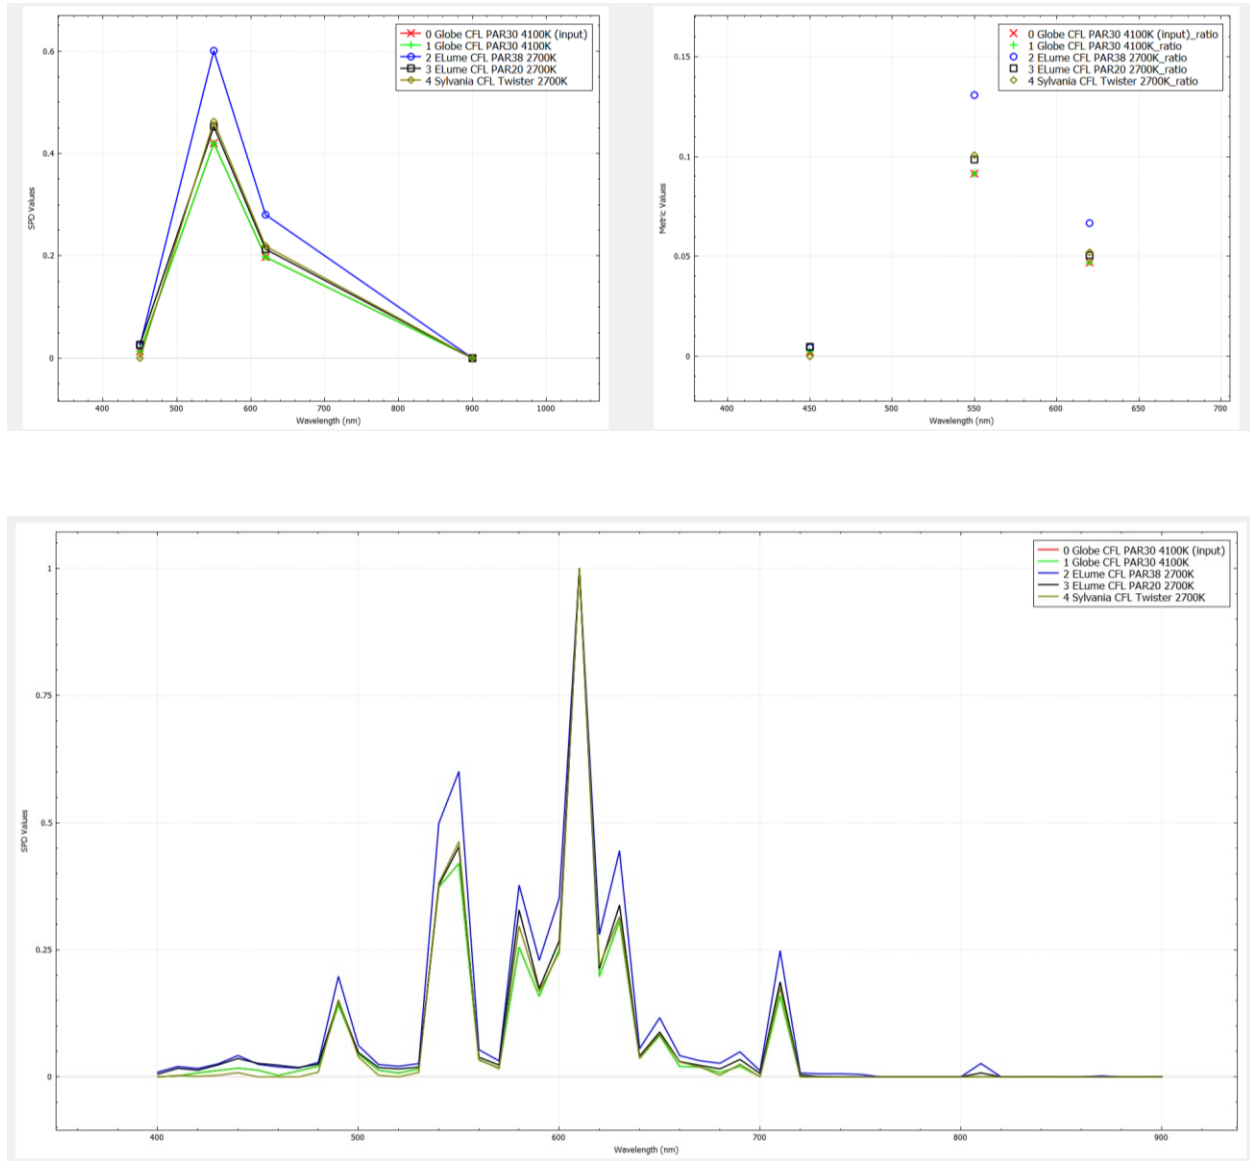 0 Globe CFL PAR30 4100K (input)
1 Globe CFL PAR30 4100K
2 ELume CFL PAR38 2700K
3 ELume CFL PAR20 2700K
4 Sylvania CFL Twister 2700K
0.6
0.4
0.2
0
SPD Values
400
500
600
700
800
900
1000
Wavelength (nm)
0 Globe CFL PAR30 4100K (input)_ratio
1 Globe CFL PAR30 4100K_ratio
2 ELume CFL PAR38 2700K_ratio
3 ELume CFL PAR20 2700K_ratio
4 Sylvania CFL Twister 2700K_ratio
0.15
0.1
0.05
0
Metric Values
400
450
500
550
600
650
700
Wavelength (nm)
0 Globe CFL PAR30 4100K (input)
1 Globe CFL PAR30 4100K
2 ELume CFL PAR38 2700K
3 ELume CFL PAR20 2700K
4 Sylvania CFL Twister 2700K
1
0.75
0.5
0.25
0
SPD Values
400
500
600
700
800
900
Wavelength (nm)